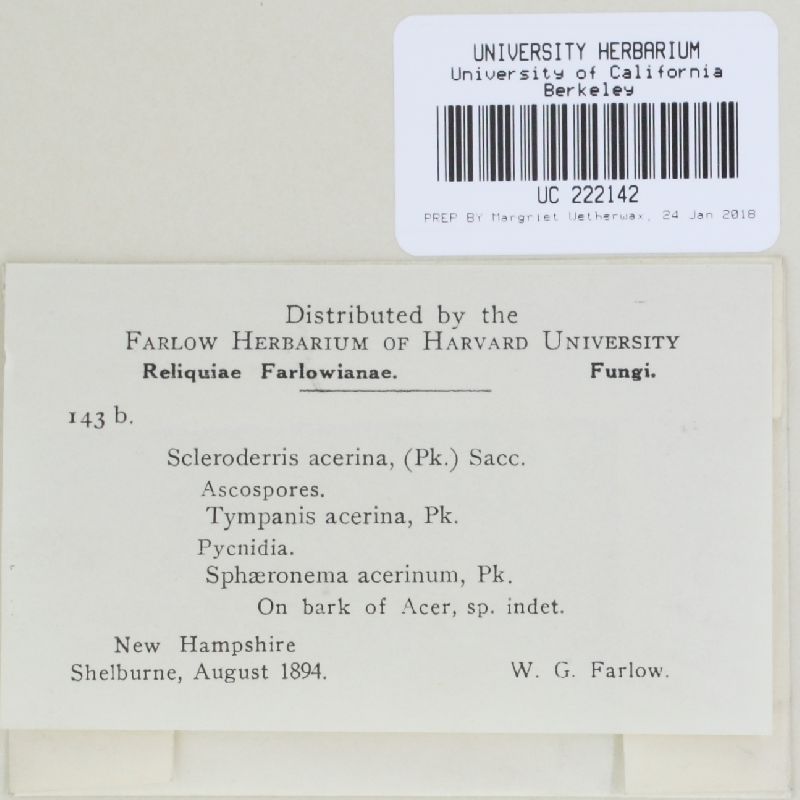 UNIVERSITY HERBARIUM
University of California
Berkeley
UC 222142
PREP BY Margriet Wetherwax, 24 Jan 2018
Distributed by the
FARLOW HERBARIUM OF HARVARD UNIVERSITY
Reliquiae Farlowianae. Fungi.
143 b.
Scleroderris acerina, (Pk.) Sacc.
Ascospores.
Tympanis acerina, Pk.
Pycnidia.
Sphæronema acerinum, Pk.
On bark of Acer, sp. indet.
New Hampshire
Shelburne, August 1894. W. G. Farlow.